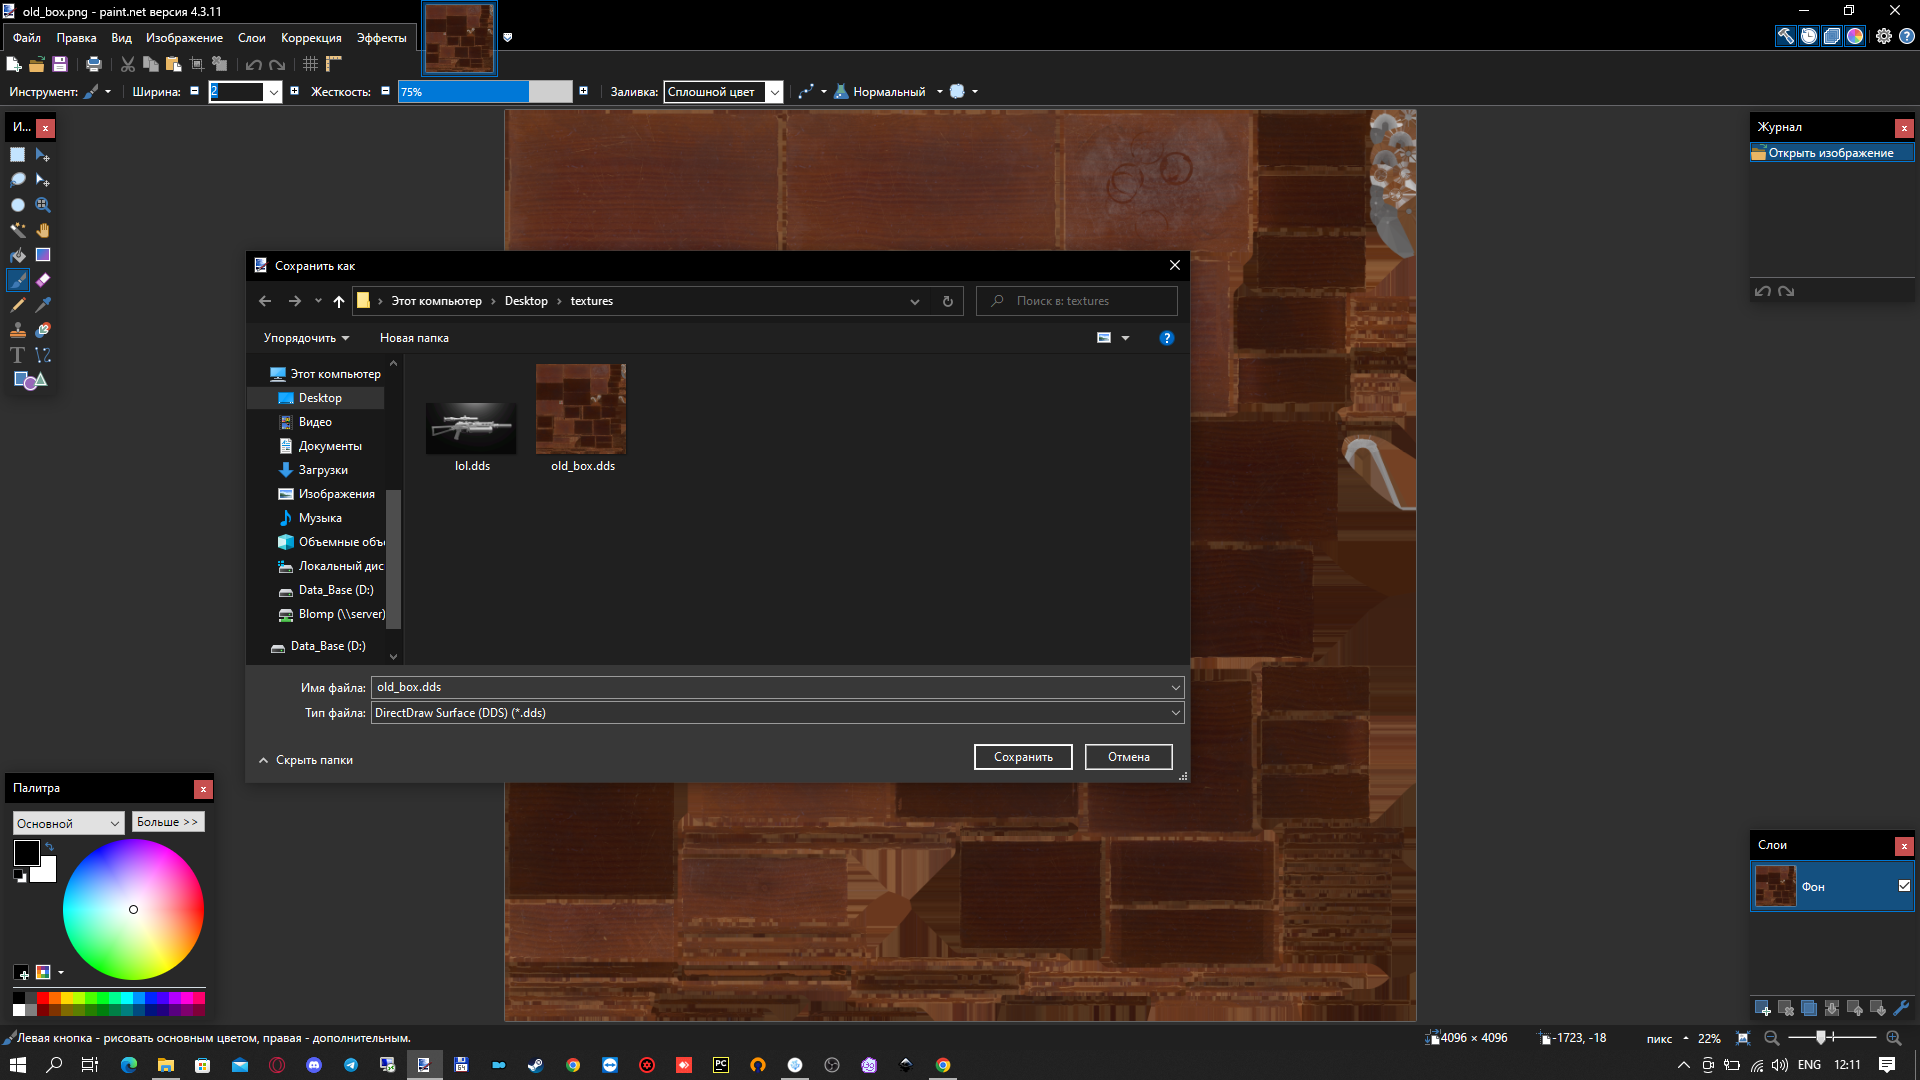 old_box.png - paint.net версия 4.3.11
Файл Правка Вид Изображение Слои Коррекция Эффекты
Инструмент: Ширина: 2 Жесткость: 75% Заливка: Сплошной цвет Нормальный
И...
Журнал
Открыть изображение
Сохранить как
Этот компьютер › Desktop › textures
Поиск в: textures
Упорядочить
Новая папка
Этот компьютер
Desktop
Видео
Документы
Загрузки
Изображения
Музыка
Объемные объ
Локальный дис
Data_Base (D:)
Blomp (\\server)
Data_Base (D:)
lol.dds
old_box.dds
Имя файла: old_box.dds
Тип файла: DirectDraw Surface (DDS) (*.dds)
Скрыть папки
Сохранить
Отмена
Палитра
Основной
Больше >>
Слои
Фон
Левая кнопка - рисовать основным цветом, правая - дополнительным.
4096 × 4096
-1723, -18
пикс
22%
ENG
12:11